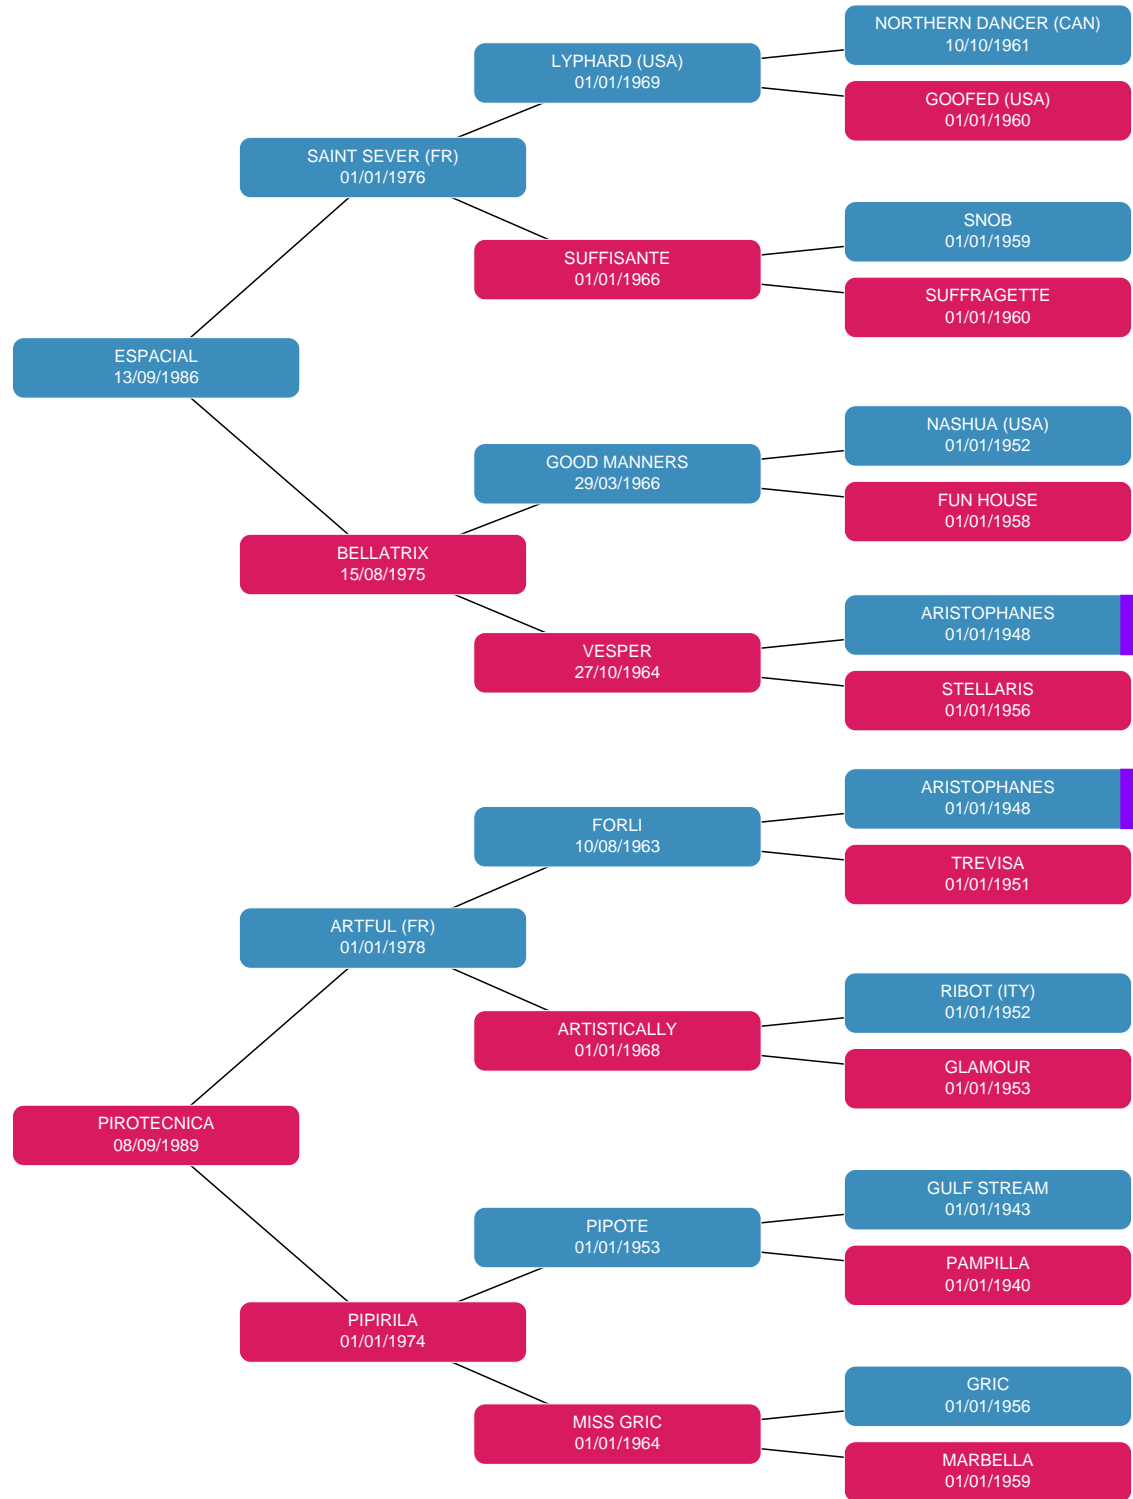 NORTHERN DANCER (CAN)
10/10/1961
LYPHARD (USA)
01/01/1969
GOOFED (USA)
01/01/1960
SAINT SEVER (FR)
01/01/1976
SNOB
01/01/1959
SUFFISANTE
01/01/1966
SUFFRAGETTE
01/01/1960
ESPACIAL
13/09/1986
NASHUA (USA)
01/01/1952
GOOD MANNERS
29/03/1966
FUN HOUSE
01/01/1958
BELLATRIX
15/08/1975
ARISTOPHANES
01/01/1948
VESPER
27/10/1964
STELLARIS
01/01/1956
ARISTOPHANES
01/01/1948
FORLI
10/08/1963
TREVISA
01/01/1951
ARTFUL (FR)
01/01/1978
RIBOT (ITY)
01/01/1952
ARTISTICALLY
01/01/1968
GLAMOUR
01/01/1953
PIROTECNICA
08/09/1989
GULF STREAM
01/01/1943
PIPOTE
01/01/1953
PAMPILLA
01/01/1940
PIPIRILA
01/01/1974
GRIC
01/01/1956
MISS GRIC
01/01/1964
MARBELLA
01/01/1959